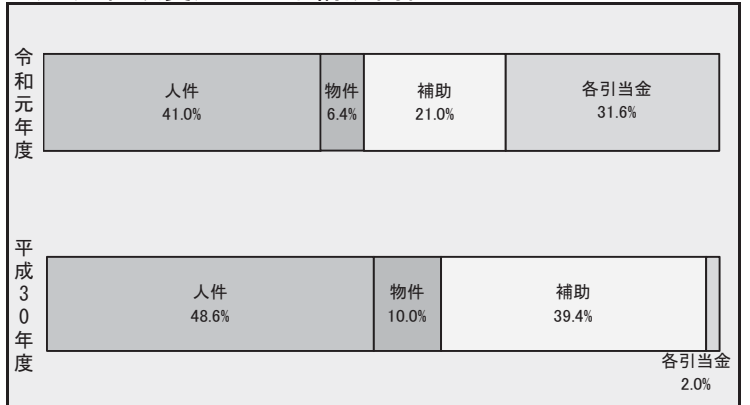 令和元年度
人件
41.0%
物件
6.4%
補助
21.0%
各引当金
31.6%
平成30年度
人件
48.6%
物件
10.0%
補助
39.4%
各引当金
2.0%